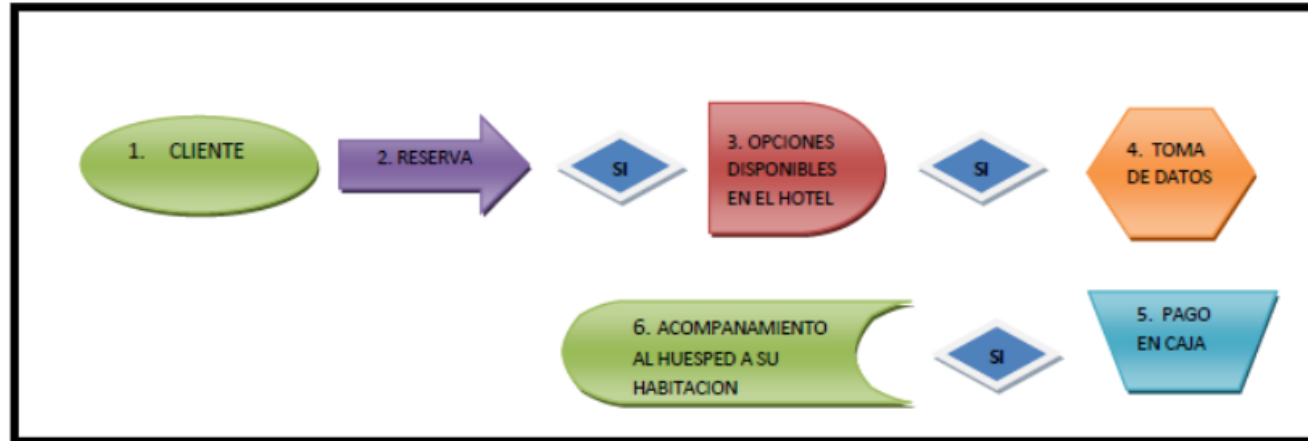 1. CLIENTE
2. RESERVA
SI
3. OPCIONES
DISPONIBLES
EN EL HOTEL
SI
4. TOMA
DE DATOS
5. PAGO
EN CAJA
SI
6. ACOMPANAMIENTO
AL HUESPED A SU
HABITACION